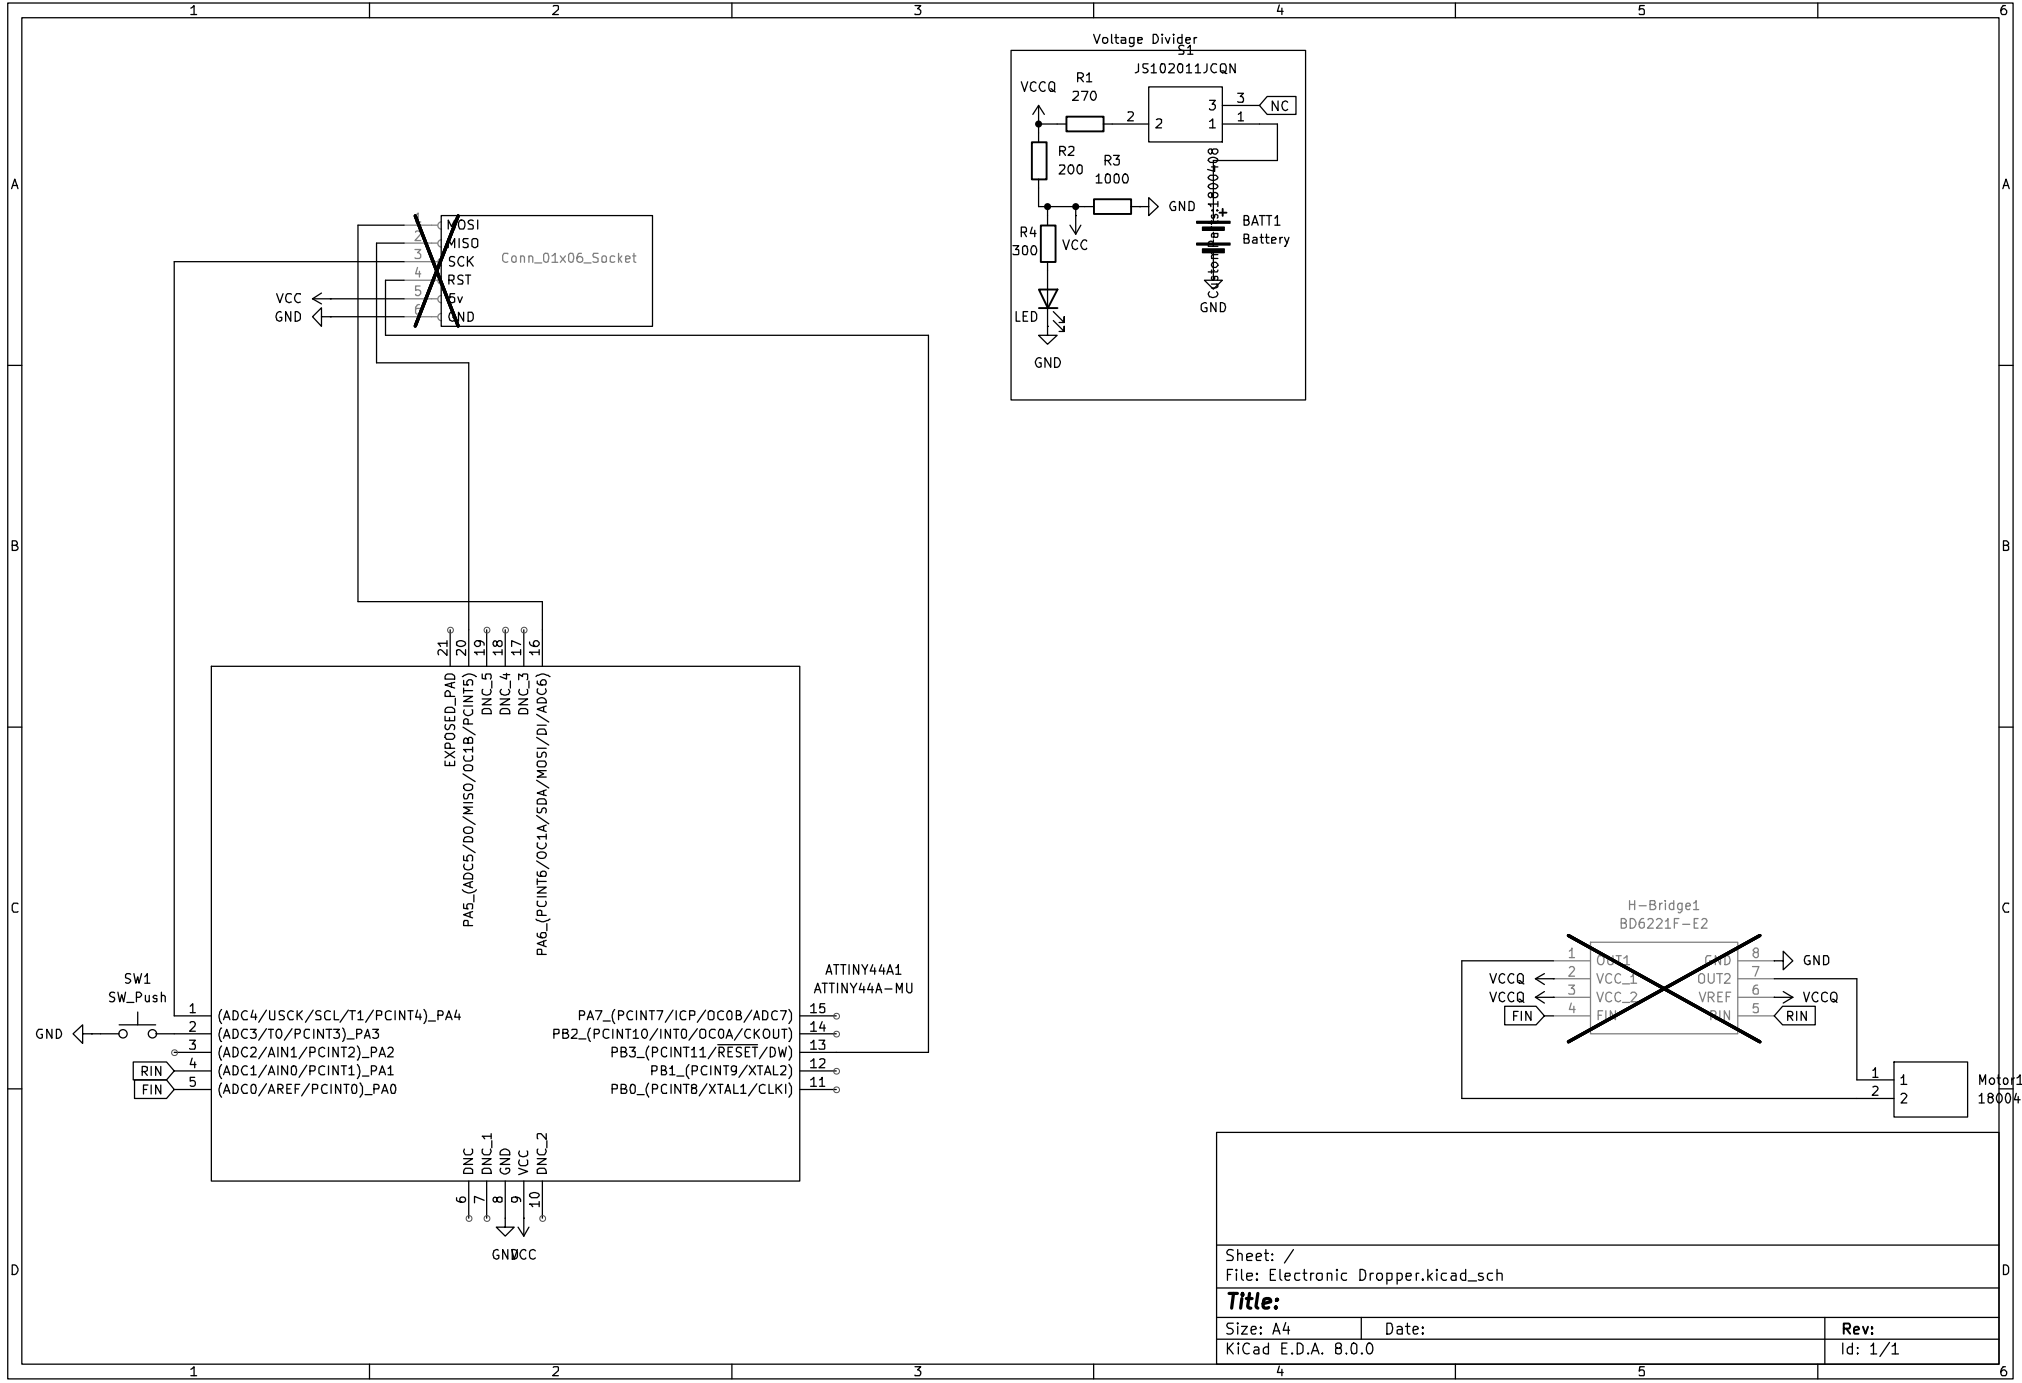 1 2 3 4 5 6
A
B
C
D
A
B
C
D
1 2 3 4 5 6
Voltage Divider
S1
JS102011JCQN
VCCQ
R1
270
2
2
3
3
NC
1
1
R2
200
R3
1000
GND
R4
300
VCC
LED
GND
+
BATT1
Battery
GND
1
MOSI
2
MISO
3
SCK
4
RST
5
5v
6
GND
Conn_01x06_Socket
VCC
GND
21
20
19
18
17
16
EXPOSED_PAD
PA5_(ADC5/DO/MISO/OC1B/PCINT5)
DNC_5
DNC_4
DNC_3
PA6_(PCINT6/OC1A/SDA/MOSI/DI/ADC6)
ATTINY44A1
ATTINY44A-MU
SW1
SW_Push
GND
1
(ADC4/USCK/SCL/T1/PCINT4)_PA4
2
(ADC3/T0/PCINT3)_PA3
3
(ADC2/AIN1/PCINT2)_PA2
RIN
4
(ADC1/AIN0/PCINT1)_PA1
FIN
5
(ADC0/AREF/PCINT0)_PA0
PA7_(PCINT7/ICP/OC0B/ADC7)
15
PB2_(PCINT10/INT0/OC0A/CKOUT)
14
PB3_(PCINT11/RESET/DW)
13
PB1_(PCINT9/XTAL2)
12
PB0_(PCINT8/XTAL1/CLKI)
11
DNC
DNC_1
GND
VCC
DNC_2
6
7
8
9
10
GND
VCC
H-Bridge1
BD6221F-E2
1
OUT1
VCCQ
2
VCC_1
VCCQ
3
VCC_2
FIN
4
FIN
GND
8
GND
OUT2
7
VREF
6
VCCQ
RIN
5
RIN
1
1
2
2
Motor1
18004
Sheet: /
File: Electronic Dropper.kicad_sch
Title:
Size: A4
Date:
Rev:
KiCad E.D.A. 8.0.0
Id: 1/1